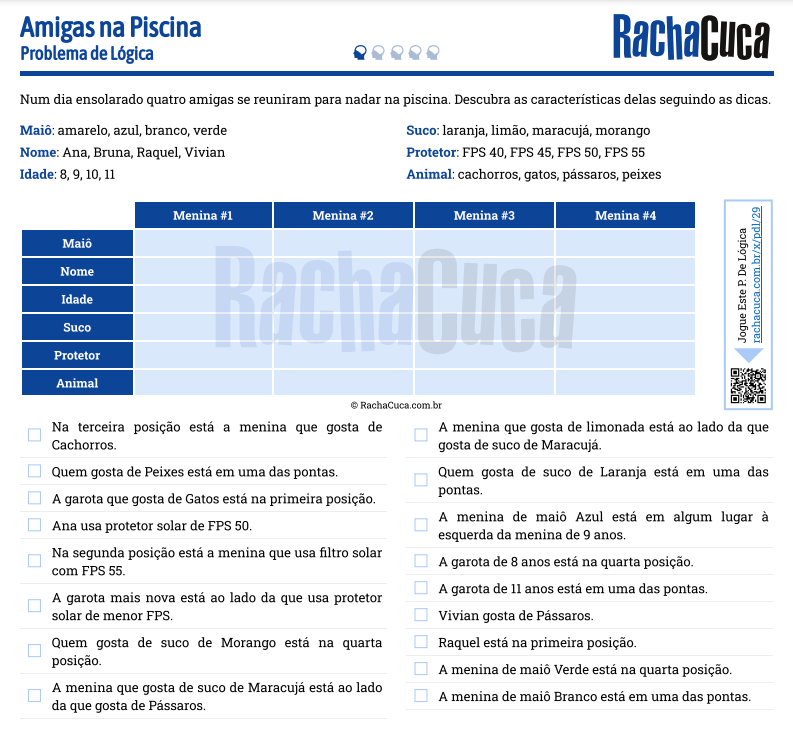 Amigas na Piscina
Problema de Lógica
RachaCuca
Num dia ensolarado quatro amigas se reuniram para nadar na piscina. Descubra as características delas seguindo as dicas.
Maiô: amarelo, azul, branco, verde
Nome: Ana, Bruna, Raquel, Vivian
Idade: 8, 9, 10, 11
Suco: laranja, limão, maracujá, morango
Protetor: FPS 40, FPS 45, FPS 50, FPS 55
Animal: cachorros, gatos, pássaros, peixes
Menina #1 Menina #2 Menina #3 Menina #4
Maiô
Nome
Idade
Suco
Protetor
Animal
RachaCuca
Jogue Este P. De Lógica
rachacuca.com.br/x/pdl/29
© RachaCuca.com.br
Na terceira posição está a menina que gosta de
Cachorros.
Quem gosta de Peixes está em uma das pontas.
A garota que gosta de Gatos está na primeira posição.
Ana usa protetor solar de FPS 50.
Na segunda posição está a menina que usa filtro solar
com FPS 55.
A garota mais nova está ao lado da que usa protetor
solar de menor FPS.
Quem gosta de suco de Morango está na quarta
posição.
A menina que gosta de suco de Maracujá está ao lado
da que gosta de Pássaros.
A menina que gosta de limonada está ao lado da que
gosta de suco de Maracujá.
Quem gosta de suco de Laranja está em uma das
pontas.
A menina de maiô Azul está em algum lugar à
esquerda da menina de 9 anos.
A garota de 8 anos está na quarta posição.
A garota de 11 anos está em uma das pontas.
Vivian gosta de Pássaros.
Raquel está na primeira posição.
A menina de maiô Verde está na quarta posição.
A menina de maiô Branco está em uma das pontas.